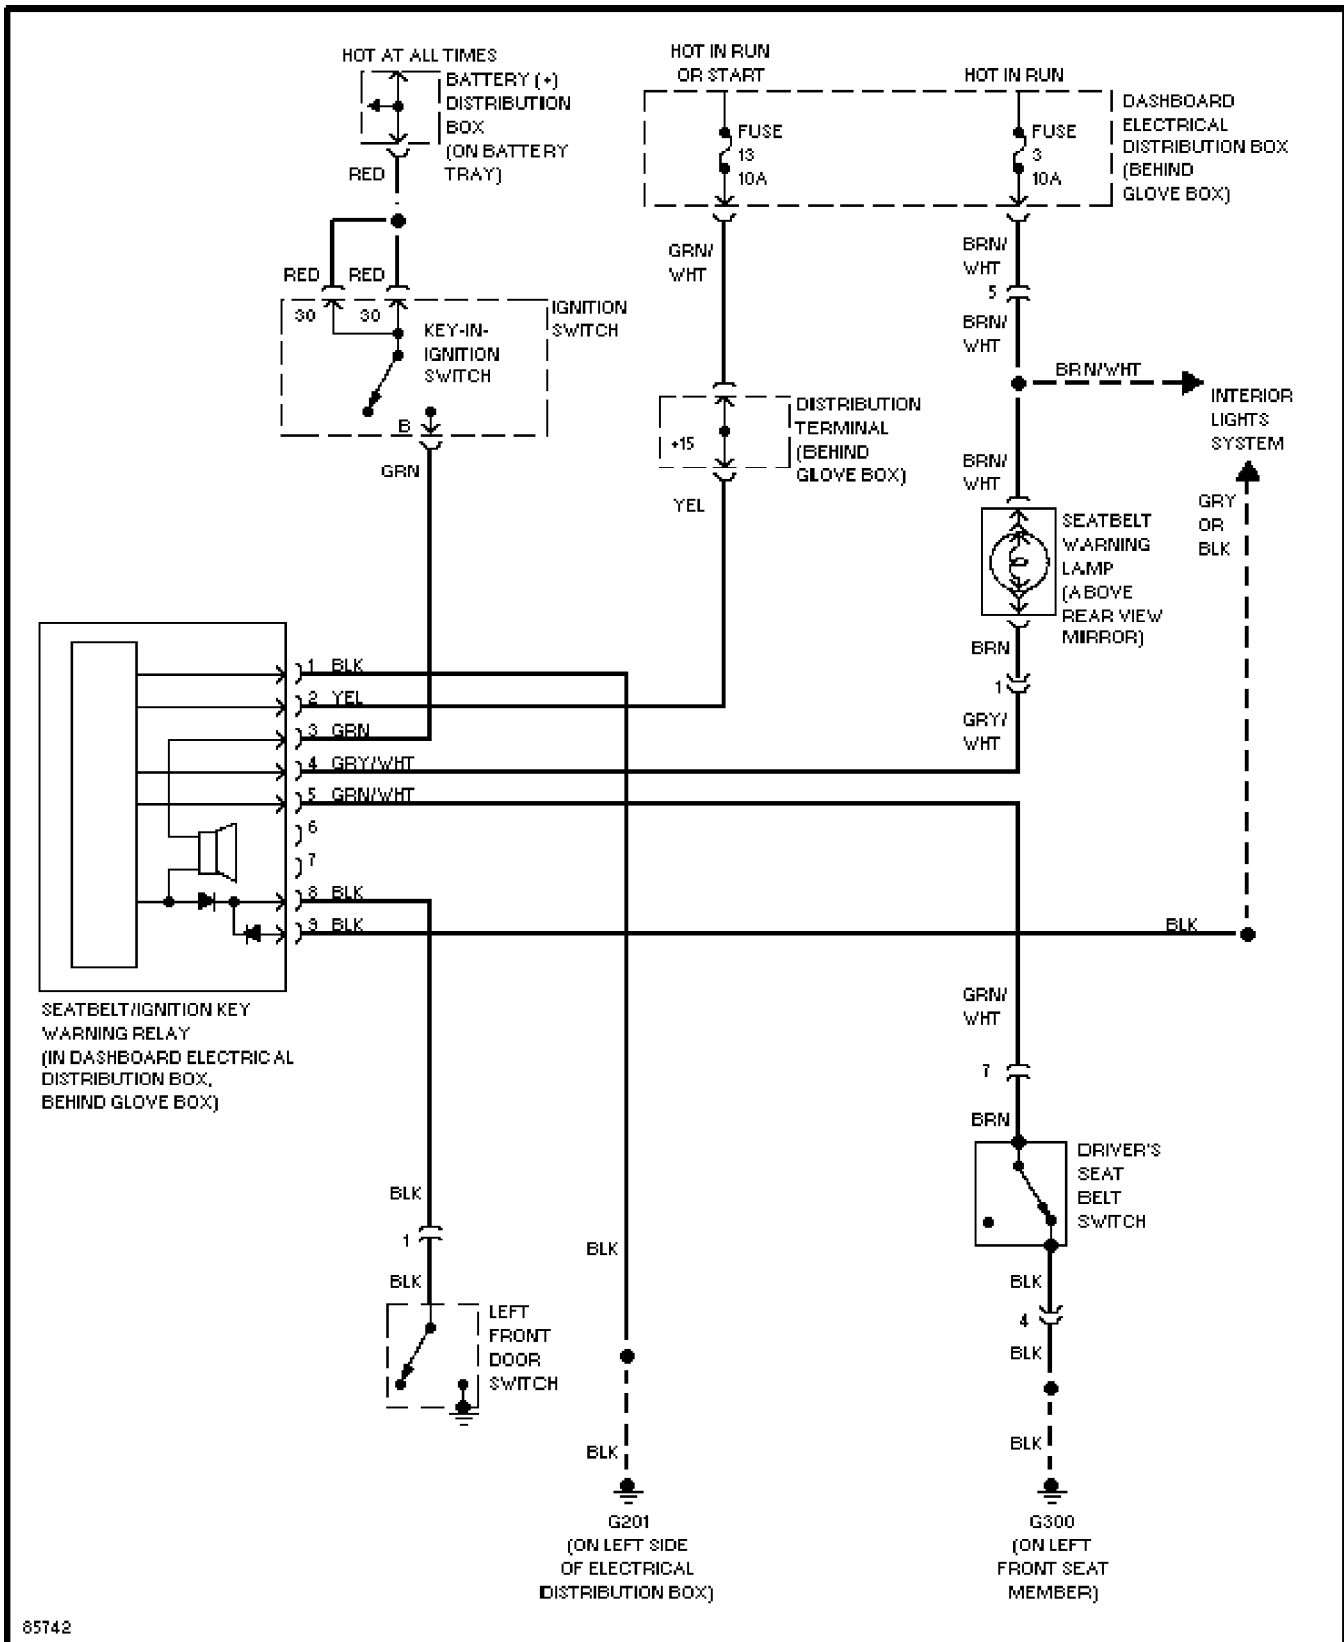 HOT AT ALL TIMES
BATTERY (+)
DISTRIBUTION
BOX
(ON BATTERY
TRAY)
RED
RED
RED
30
30
KEY-IN-
IGNITION
SWITCH
IGNITION
SWITCH
B
GRN
HOT IN RUN
OR START
HOT IN RUN
FUSE
13
10A
FUSE
3
10A
DASHBOARD
ELECTRICAL
DISTRIBUTION BOX
(BEHIND
GLOVE BOX)
GRN/
WHT
BRN/
WHT
5
BRN/
WHT
BRN/WHT
INTERIOR
LIGHTS
SYSTEM
+15
DISTRIBUTION
TERMINAL
(BEHIND
GLOVE BOX)
YEL
BRN/
WHT
GRY
OR
BLK
SEATBELT
WARNING
LAMP
(ABOVE
REAR VIEW
MIRROR)
BRN
1
GRY/
WHT
1 BLK
2 YEL
3 GRN
4 GRY/WHT
5 GRN/WHT
6
7
8 BLK
9 BLK
BLK
SEATBELT/IGNITION KEY
WARNING RELAY
(IN DASHBOARD ELECTRICAL
DISTRIBUTION BOX,
BEHIND GLOVE BOX)
GRN/
WHT
7
BRN
DRIVER'S
SEAT
BELT
SWITCH
BLK
1
BLK
LEFT
FRONT
DOOR
SWITCH
BLK
BLK
4
BLK
BLK
BLK
G201
(ON LEFT SIDE
OF ELECTRICAL
DISTRIBUTION BOX)
G300
(ON LEFT
FRONT SEAT
MEMBER)
85742